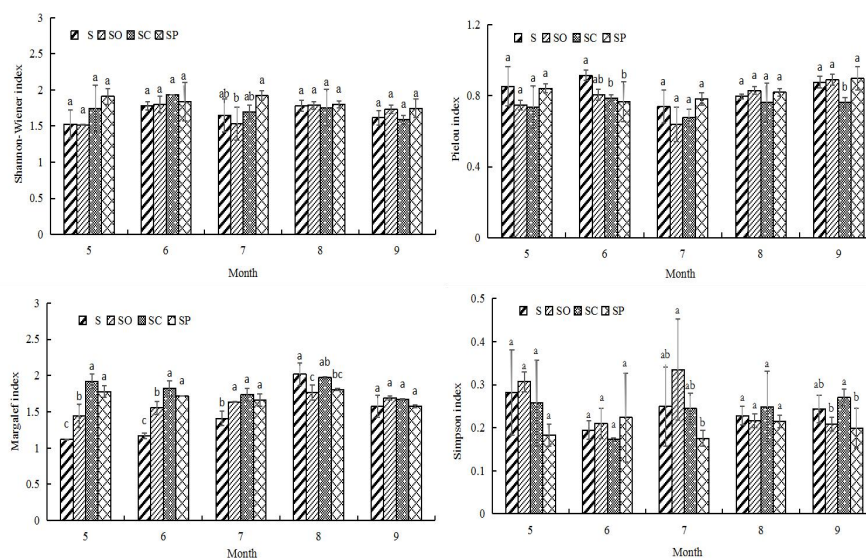 3
S SO SC SP
2.5
a a a a a a a a ab b ab a a a a a a a a a
2
1.5
1
0.5
0
Shannon-Wiener index
5 6 7 8 9
Month
1.2
S SO SC SP
a a a a a ab b b a a a a a a a a a a b a
0.8
0.4
0
Pielou index
5 6 7 8 9
Month
3
S SO SC SP
2.5
c b a a c b a a b a a a a c ab bc a a a a
2
1.5
1
0.5
0
Margalef index
5 6 7 8 9
Month
0.5
S SO SC SP
a a a a a a a a ab a ab b a a a a ab b a b
0.4
0.3
0.2
0.1
0
Simpson index
5 6 7 8 9
Month